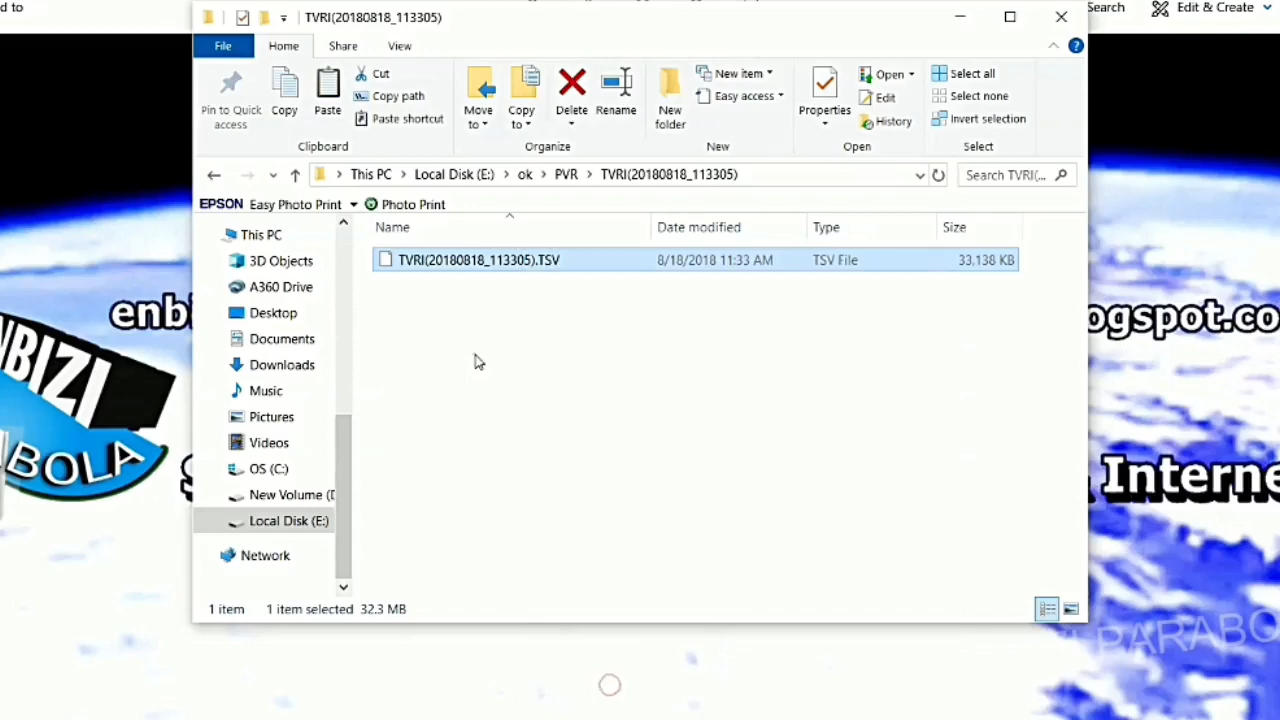 d to
TVRI(20180818_113305)
Search
Edit & Create
File
Home
Share
View
Pin to Quick access
Copy
Paste
Cut
Copy path
Paste shortcut
Clipboard
Move to
Copy to
Delete
Rename
Organize
New folder
New item
Easy access
New
Properties
Open
Edit
History
Open
Select all
Select none
Invert selection
Select
This PC > Local Disk (E:) > ok > PVR > TVRI(20180818_113305)
Search TVRI(...
EPSON Easy Photo Print Photo Print
Name Date modified Type Size
TVRI(20180818_113305).TSV 8/18/2018 11:33 AM TSV File 33,138 KB
This PC
3D Objects
A360 Drive
Desktop
Documents
Downloads
Music
Pictures
Videos
OS (C:)
New Volume (D
Local Disk (E:)
Network
1 item 1 item selected 32.3 MB
enbi
ogspot.co
NBIZI
BOLA
Interne
PARABO